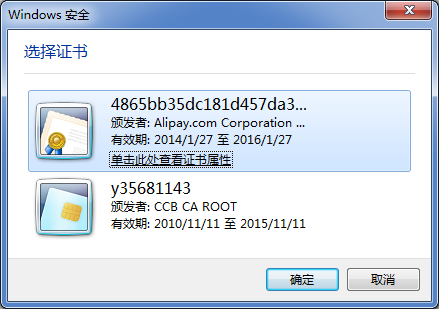 Windows 安全
选择证书
4865bb35dc181d457da3...
颁发者: Alipay.com Corporation ...
有效期: 2014/1/27 至 2016/1/27
单击此处查看证书属性
y35681143
颁发者: CCB CA ROOT
有效期: 2010/11/11 至 2015/11/11
确定
取消